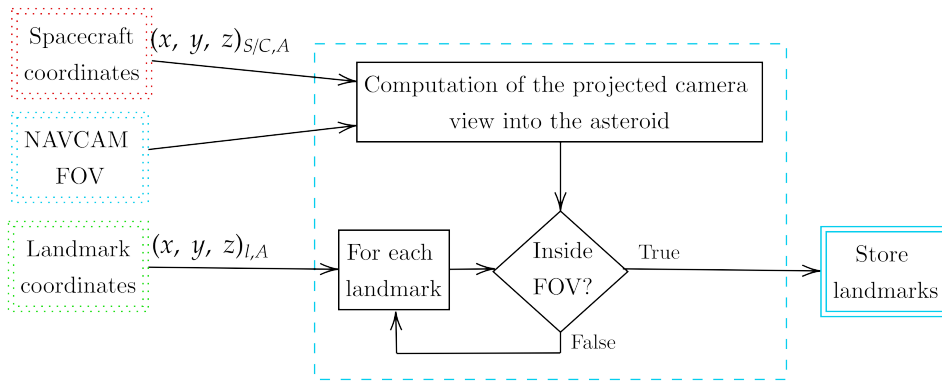 Spacecraft
coordinates
(x, y, z)_{S/C,A}
Computation of the projected camera
view into the asteroid
NAVCAM
FOV
Landmark
coordinates
(x, y, z)_{l,A}
For each
landmark
Inside
FOV?
True
False
Store
landmarks